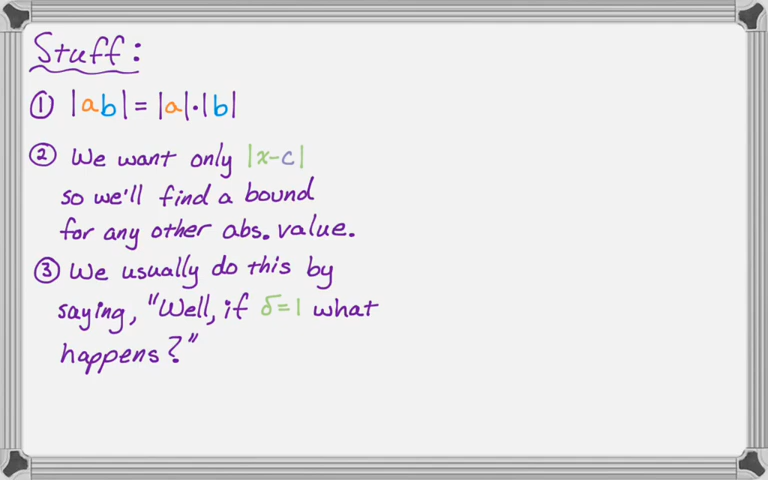 Stuff:
① |ab| = |a|·|b|
② We want only |x-c|
so we'll find a bound
for any other abs. value.
③ We usually do this by
saying, "Well, if δ=1 what
happens?"